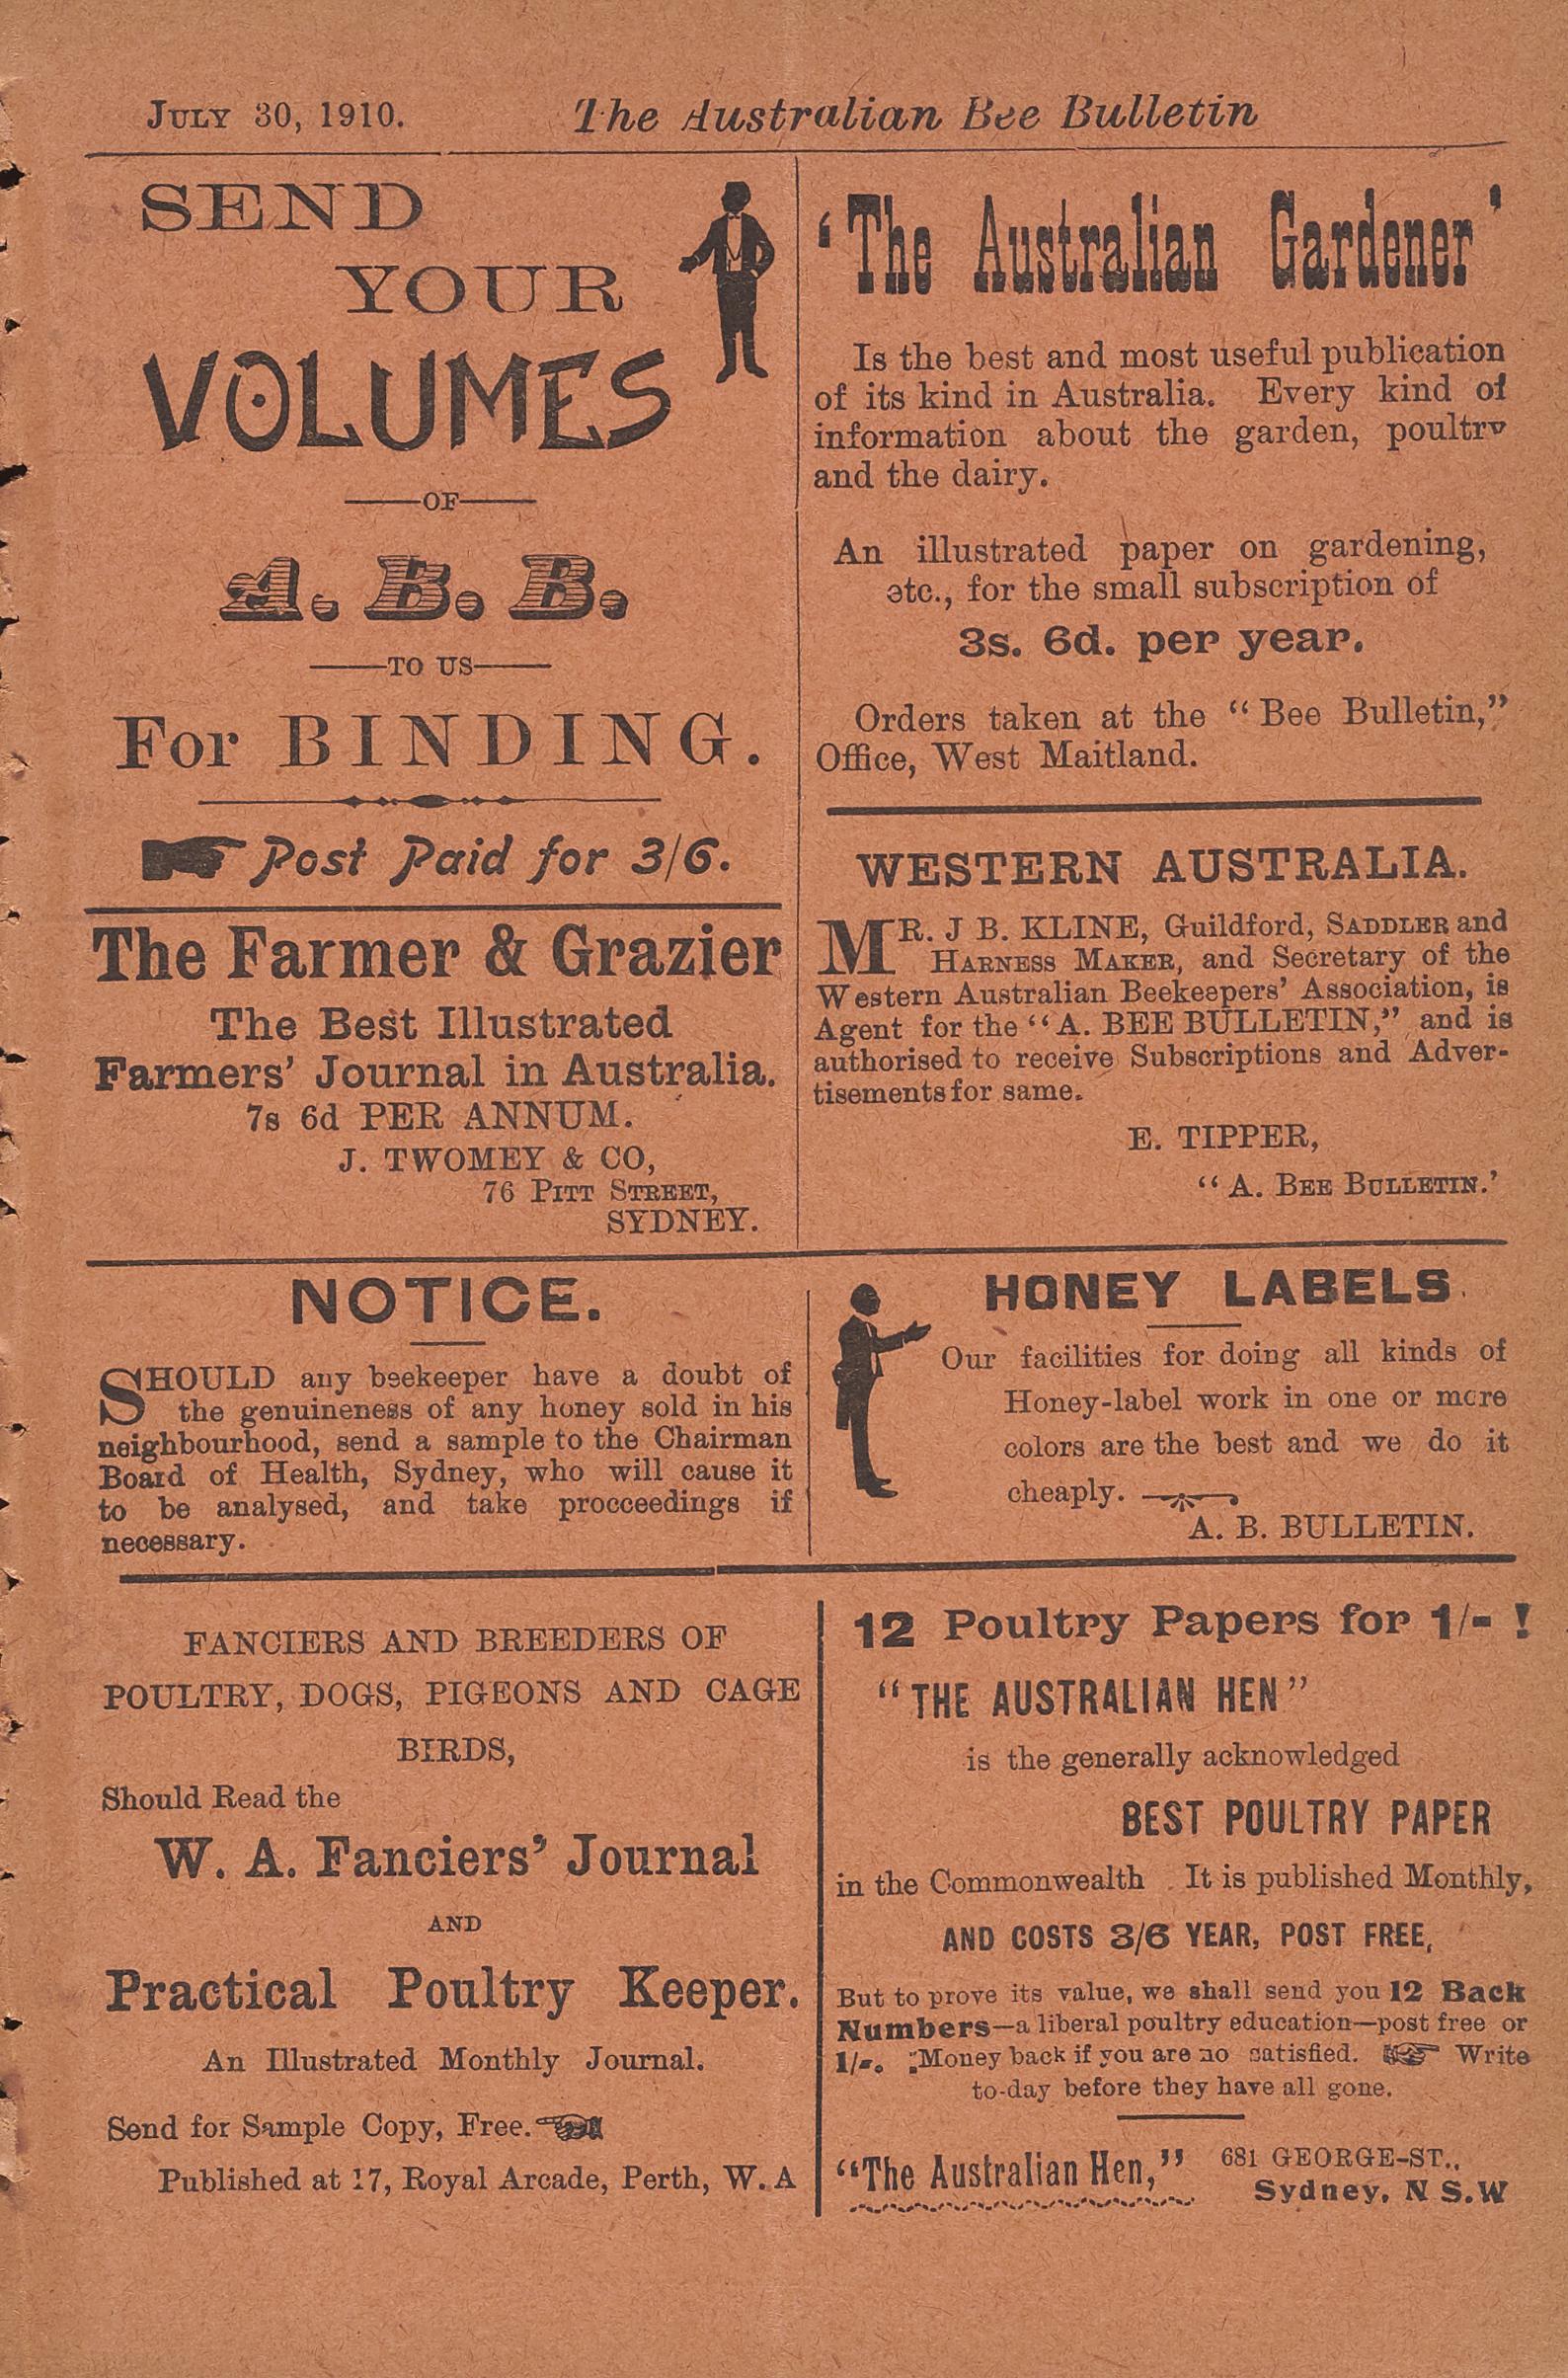 JULY 30, 1910. The Australian Bee Bulletin
SEND
YOUR
VOLUMES
OF
A. B. B.
TO US
For BINDING.
Post Paid for 3/6.
The Farmer & Grazier
The Best Illustrated
Farmers' Journal in Australia.
7s 6d PER ANNUM.
J. TWOMEY & CO,
76 PITT STREET,
SYDNEY.
'The Australian Gardener'
Is the best and most useful publication
of its kind in Australia. Every kind of
information about the garden, poultry
and the dairy.
An illustrated paper on gardening,
etc., for the small subscription of
3s. 6d. per year.
Orders taken at the "Bee Bulletin,"
Office, West Maitland.
WESTERN AUSTRALIA.
MR. J B. KLINE, Guildford, SADDLER and
HARNESS MAKER, and Secretary of the
Western Australian Beekeepers' Association, is
Agent for the "A. BEE BULLETIN," and is
authorised to receive Subscriptions and Adver-
tisements for same.
E. TIPPER,
"A. BEE BULLETIN.'
NOTICE.
SHOULD any beekeeper have a doubt of
the genuineness of any honey sold in his
neighbourhood, send a sample to the Chairman
Board of Health, Sydney, who will cause it
to be analysed, and take procceedings if
necessary.
HONEY LABELS.
Our facilities for doing all kinds of
Honey-label work in one or more
colors are the best and we do it
cheaply.
A. B. BULLETIN.
FANCIERS AND BREEDERS OF
POULTRY, DOGS, PIGEONS AND CAGE
BIRDS,
Should Read the
W. A. Fanciers' Journal
AND
Practical Poultry Keeper.
An Illustrated Monthly Journal.
Send for Sample Copy, Free.
Published at 17, Royal Arcade, Perth, W. A
12 Poultry Papers for 1/- !
"THE AUSTRALIAN HEN"
is the generally acknowledged
BEST POULTRY PAPER
in the Commonwealth . It is published Monthly,
AND COSTS 3/6 YEAR, POST FREE,
But to prove its value, we shall send you 12 Back
Numbers—a liberal poultry education—post free or
1/-. Money back if you are no satisfied. Write
to-day before they have all gone.
"The Australian Hen," 681 GEORGE-ST.,
Sydney, N S.W